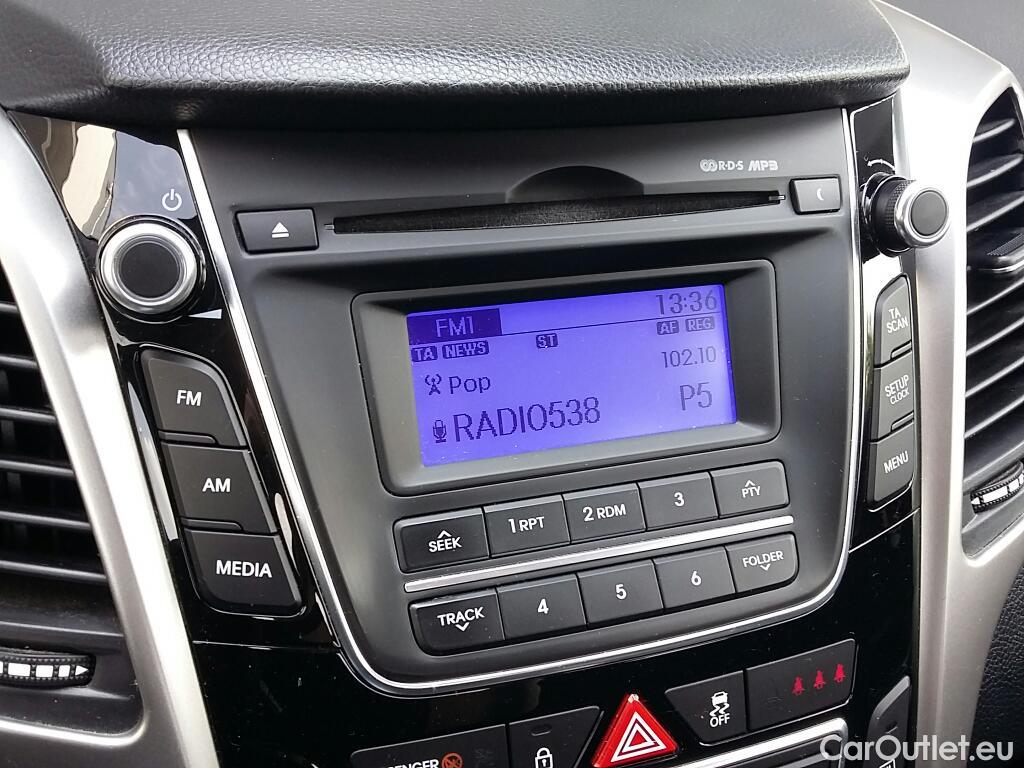 R·D·S MP3
FM1
13:36
TA NEWS
ST
AF REG
Pop
102.10
RADIO538
P5
FM
AM
MEDIA
TA
SCAN
SETUP
CLOCK
MENU
SEEK
1 RPT
2 RDM
3
PTY
TRACK
4
5
6
FOLDER
OFF
CarOutlet.eu